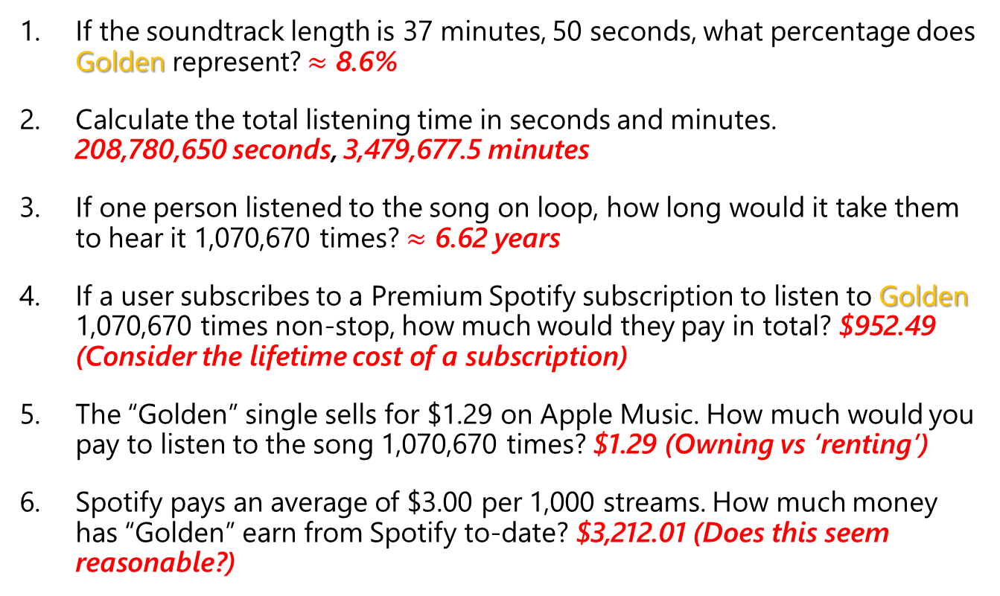 1. If the soundtrack length is 37 minutes, 50 seconds, what percentage does
Golden represent? ≈ 8.6%
2. Calculate the total listening time in seconds and minutes.
208,780,650 seconds, 3,479,677.5 minutes
3. If one person listened to the song on loop, how long would it take them
to hear it 1,070,670 times? ≈ 6.62 years
4. If a user subscribes to a Premium Spotify subscription to listen to Golden
1,070,670 times non-stop, how much would they pay in total? $952.49
(Consider the lifetime cost of a subscription)
5. The “Golden” single sells for $1.29 on Apple Music. How much would you
pay to listen to the song 1,070,670 times? $1.29 (Owning vs ‘renting’)
6. Spotify pays an average of $3.00 per 1,000 streams. How much money
has “Golden” earn from Spotify to-date? $3,212.01 (Does this seem
reasonable?)